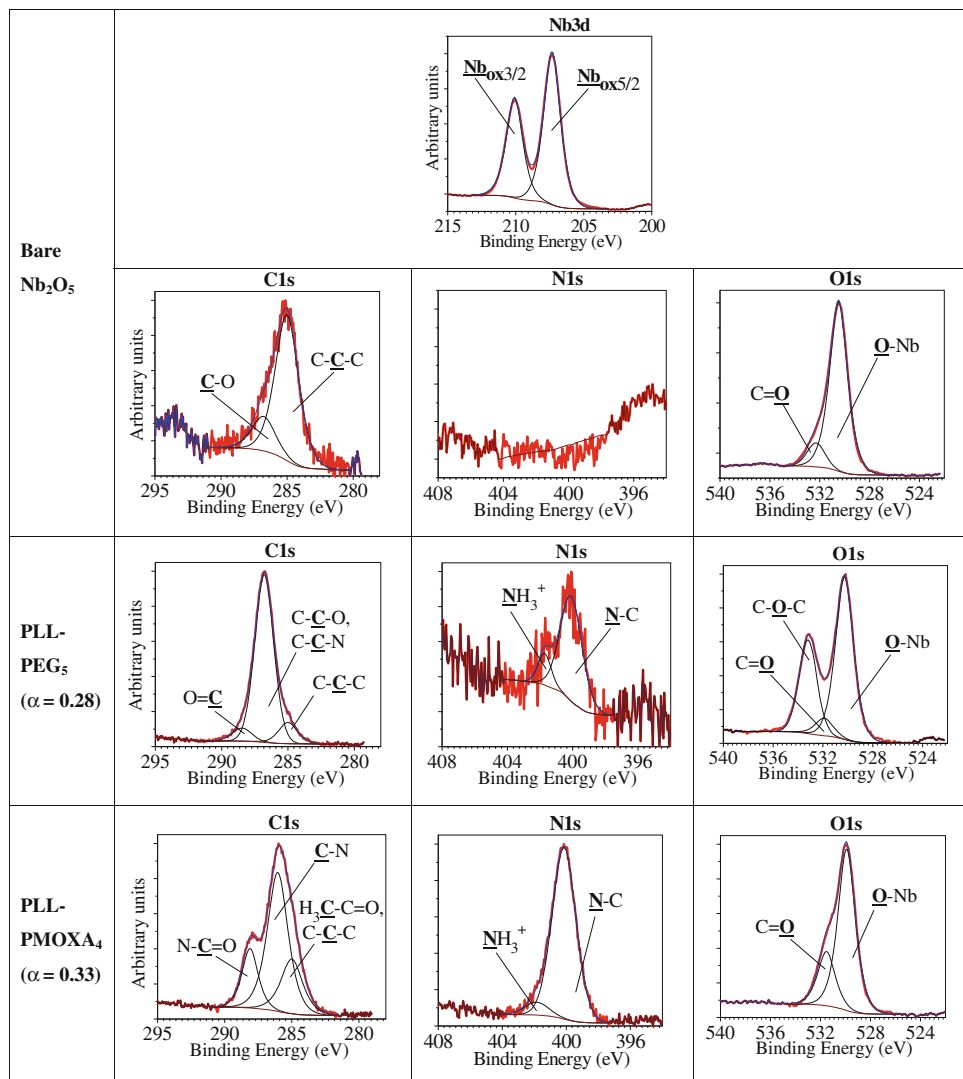 Nb3d
Arbitrary units
Nbox3/2
Nbox5/2
215 210 205 200
Binding Energy (eV)
Bare
Nb₂O₅
C1s
Arbitrary units
C-O
C-C-C
295 290 285 280
Binding Energy (eV)
N1s
408 404 400 396
Binding Energy (eV)
O1s
C=O
O-Nb
540 536 532 528 524
Binding Energy (eV)
PLL-
PEG₅
(α = 0.28)
C1s
C-C-O,
C-C-N
O=C
C-C-C
295 290 285 280
Binding Energy (eV)
N1s
NH₃⁺
N-C
408 404 400 396
Binding Energy (eV)
O1s
C-O-C
C=O
O-Nb
540 536 532 528 524
Binding Energy (eV)
PLL-
PMOXA₄
(α = 0.33)
C1s
Arbitrary units
C-N
H₃C-C=O,
C-C-C
N-C=O
295 290 285 280
Binding Energy (eV)
N1s
N-C
NH₃⁺
408 404 400 396
Binding Energy (eV)
O1s
C=O
O-Nb
540 536 532 528 524
Binding Energy (eV)